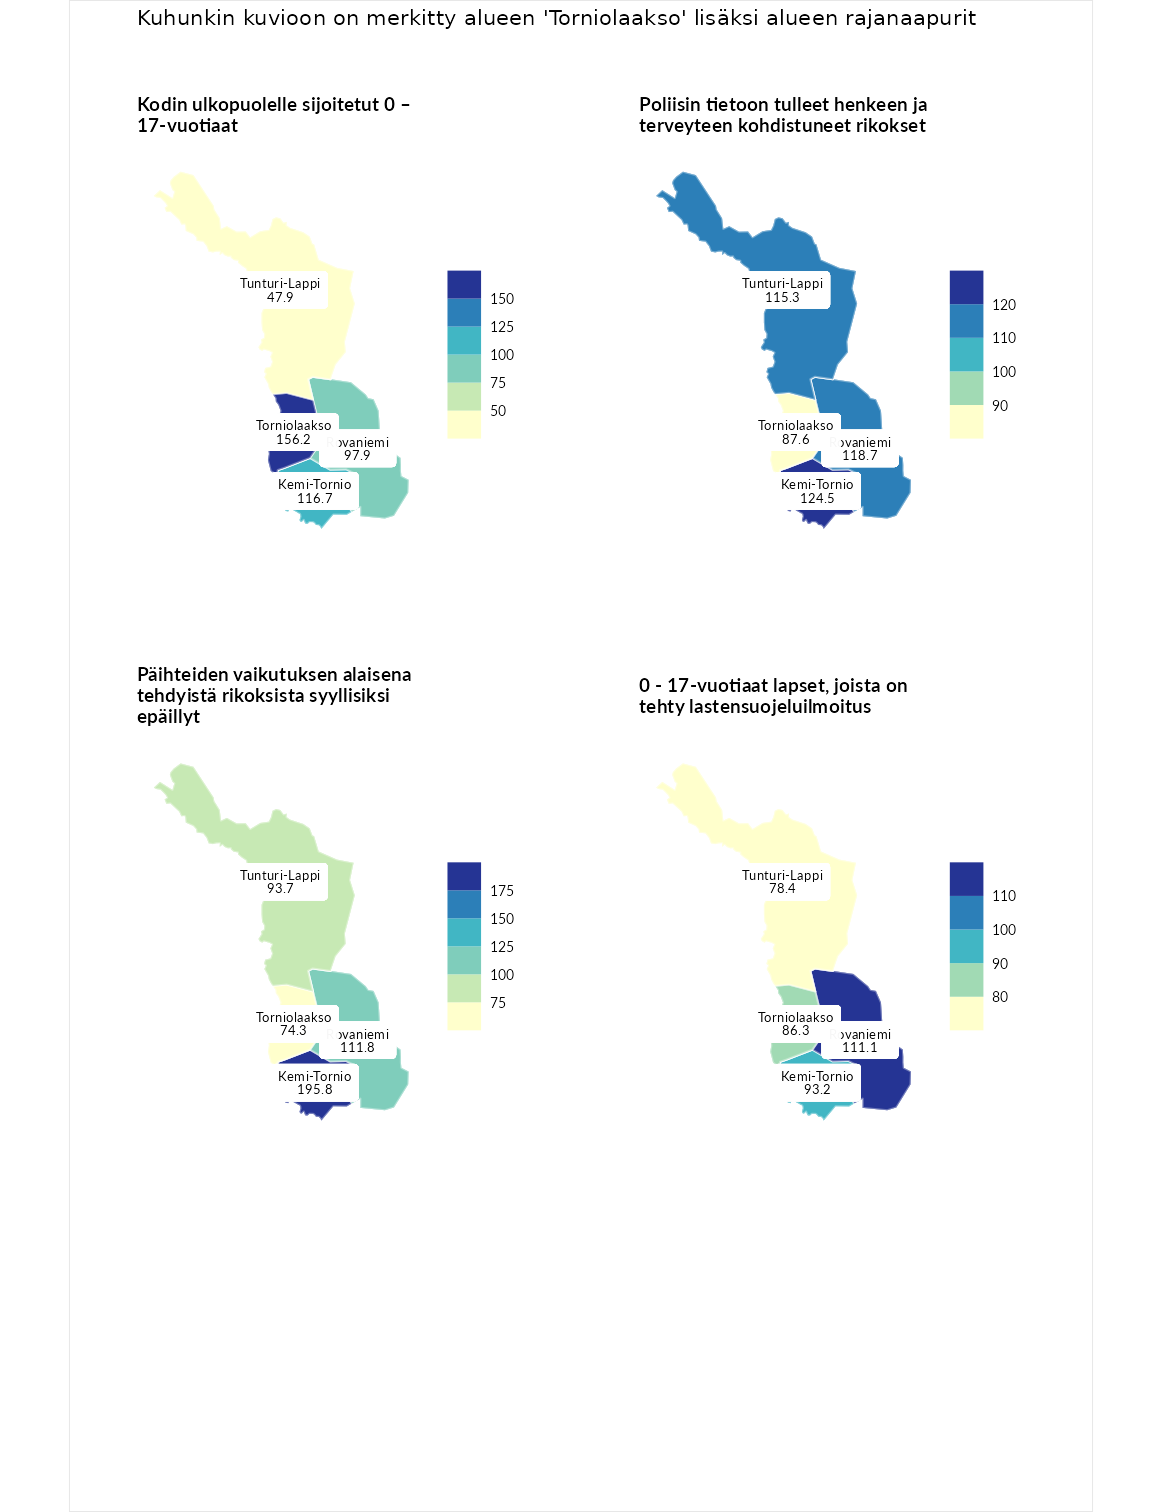 Kuhunkin kuvioon on merkitty alueen 'Torniolaakso' lisäksi alueen rajanaapurit
Kodin ulkopuolelle sijoitetut 0 –
17-vuotiaat
Tunturi-Lappi
47.9
Torniolaakso
156.2
97.9
Kemi-Tornio
116.7
150
125
100
75
50
Poliisin tietoon tulleet henkeen ja
terveyteen kohdistuneet rikokset
Tunturi-Lappi
115.3
Torniolaakso
87.6
118.7
Kemi-Tornio
124.5
120
110
100
90
Päihteiden vaikutuksen alaisena
tehdyistä rikoksista syyllisiksi
epäillyt
Tunturi-Lappi
93.7
Torniolaakso
74.3
111.8
Kemi-Tornio
195.8
175
150
125
100
75
0 - 17-vuotiaat lapset, joista on
tehty lastensuojeluilmoitus
Tunturi-Lappi
78.4
Torniolaakso
86.3
111.1
Kemi-Tornio
93.2
110
100
90
80